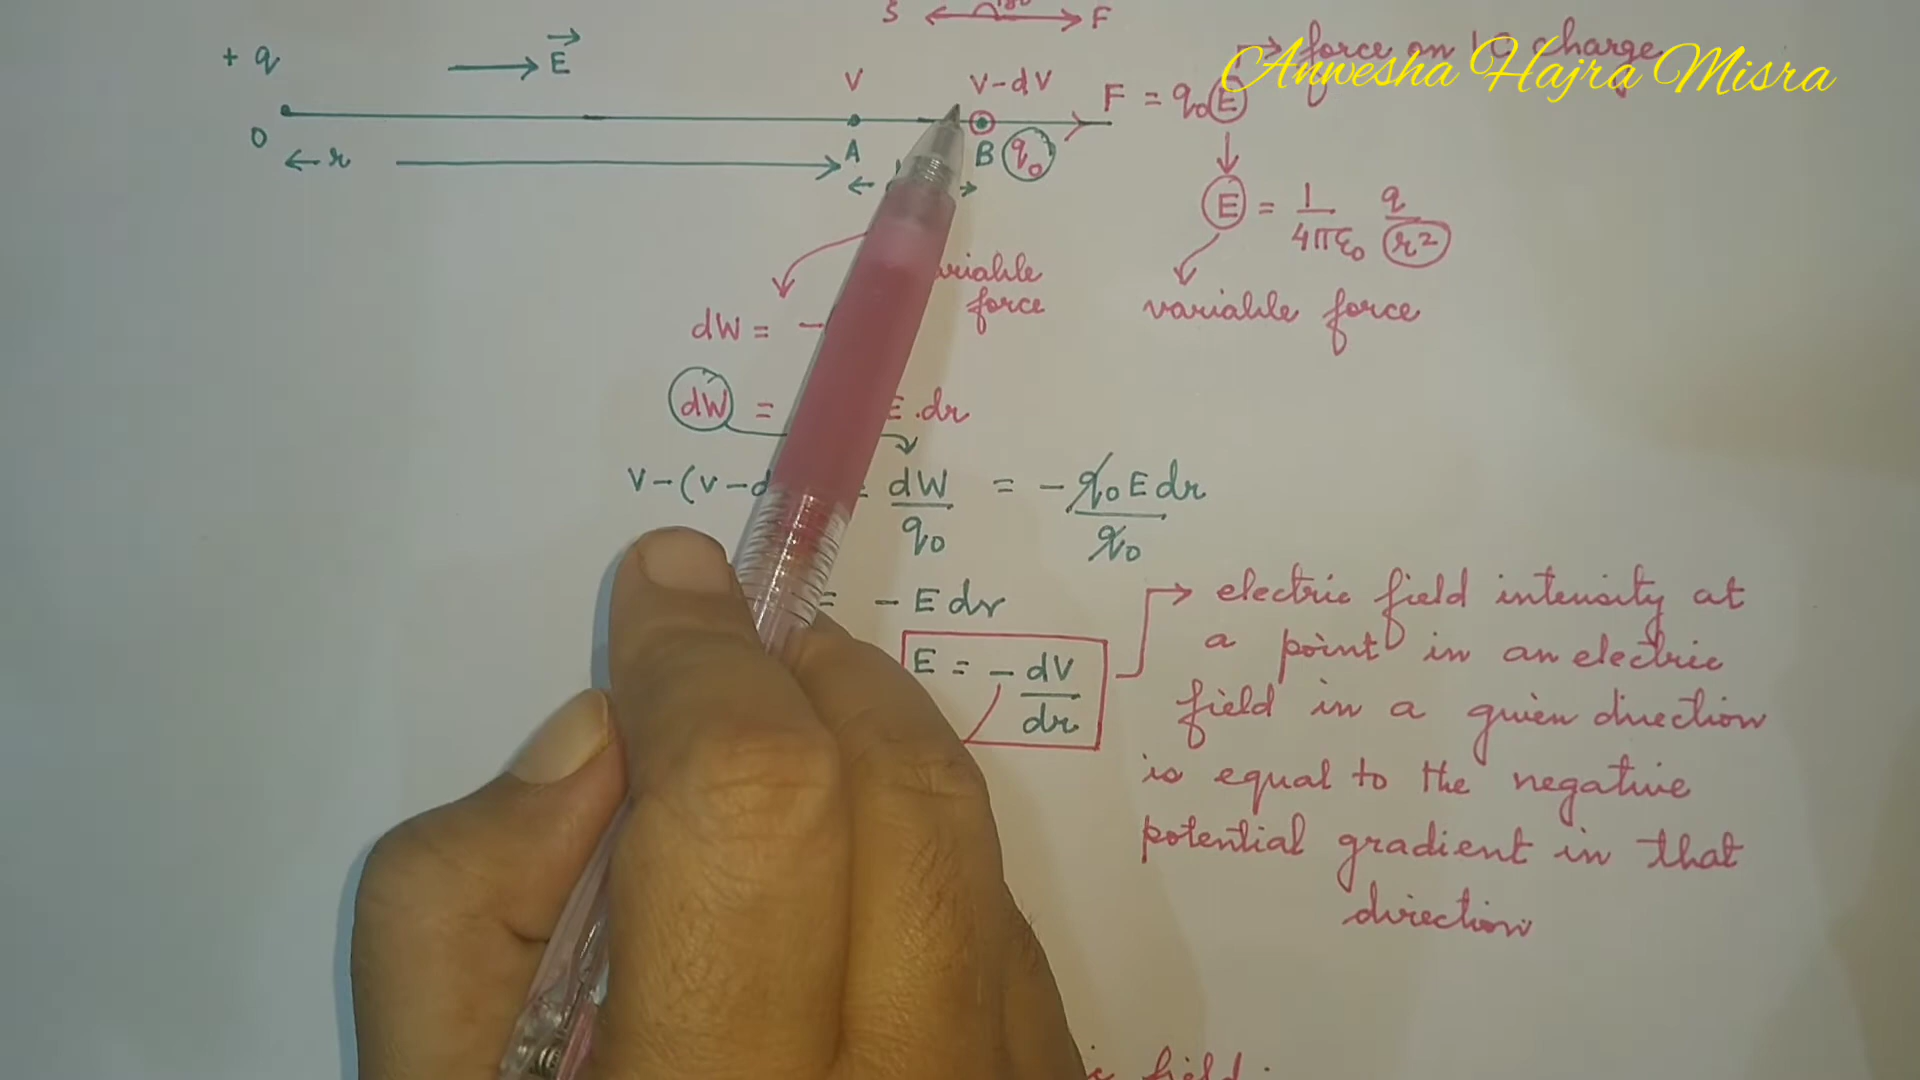 S F
→ force on 1C charge
Anwesha Hajra Misra
+ q
E
V
V-dV
F = q₀E
O
A
B
q₀
r
E = 1/4πε₀ q/r²
variable force
force
dW = -
dW = E.dr
V-(V-d = dW/q₀ = -q₀Edr/q₀
= -Edr
E = -dV/dr
→ electric field intensity at
a point in an electric
field in a given direction
is equal to the negative
potential gradient in that
direction
field: